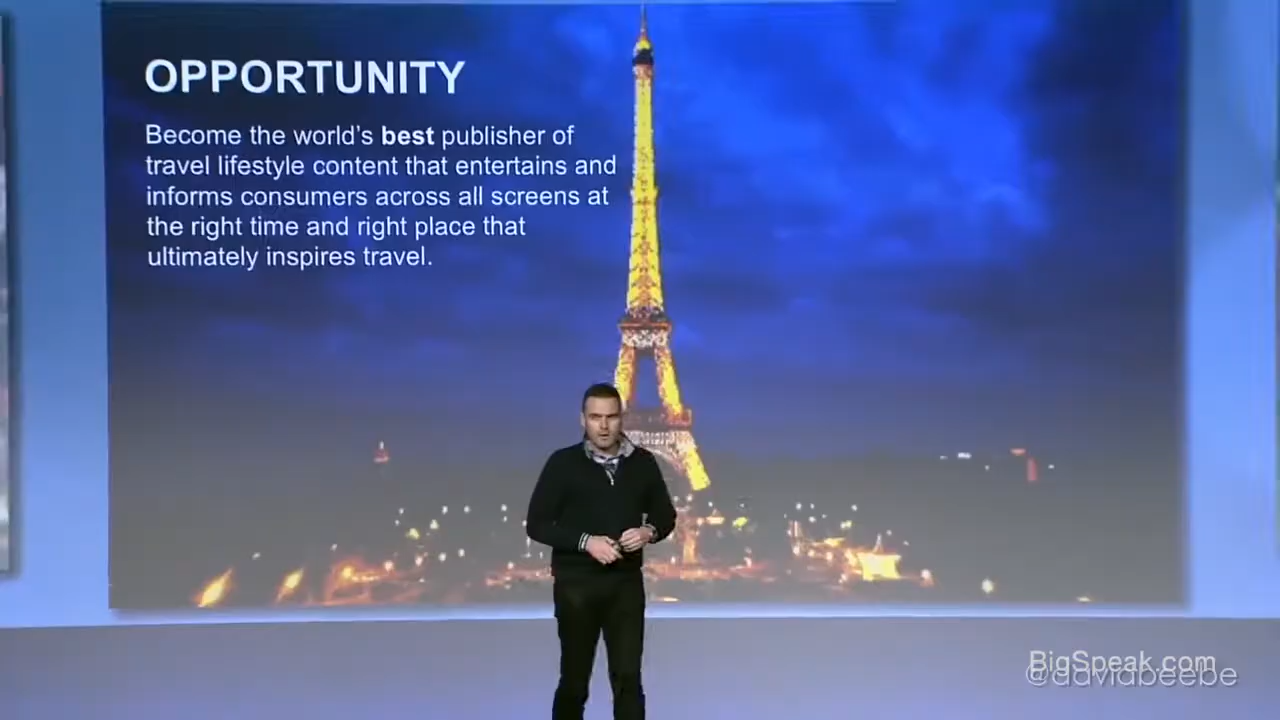 OPPORTUNITY
Become the world's best publisher of
travel lifestyle content that entertains and
informs consumers across all screens at
the right time and right place that
ultimately inspires travel.
BigSpeak.com
@davidbeebe